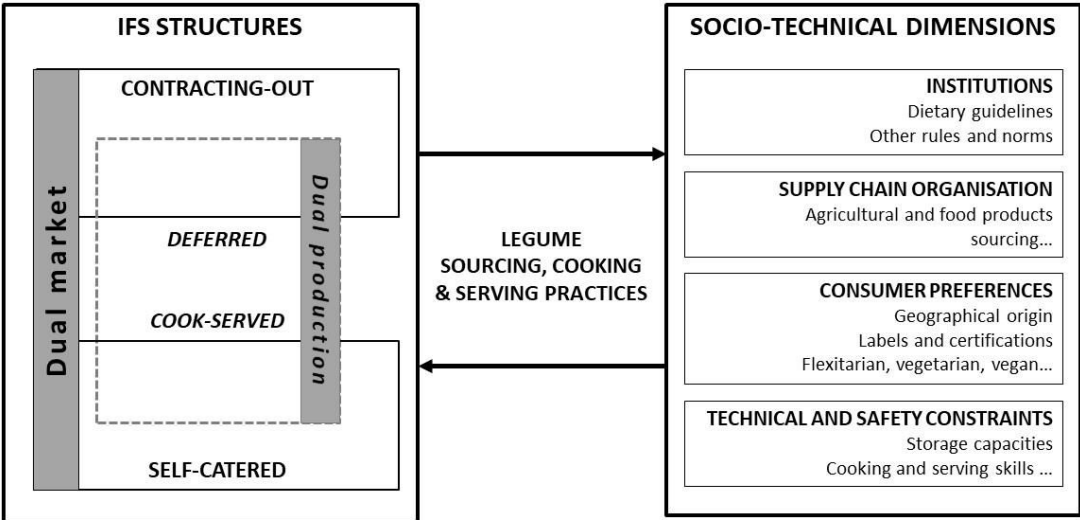 IFS STRUCTURES
CONTRACTING-OUT
Dual market
Dual production
DEFERRED
COOK-SERVED
SELF-CATERED
LEGUME
SOURCING, COOKING
& SERVING PRACTICES
SOCIO-TECHNICAL DIMENSIONS
INSTITUTIONS
Dietary guidelines
Other rules and norms
SUPPLY CHAIN ORGANISATION
Agricultural and food products
sourcing...
CONSUMER PREFERENCES
Geographical origin
Labels and certifications
Flexitarian, vegetarian, vegan...
TECHNICAL AND SAFETY CONSTRAINTS
Storage capacities
Cooking and serving skills ...